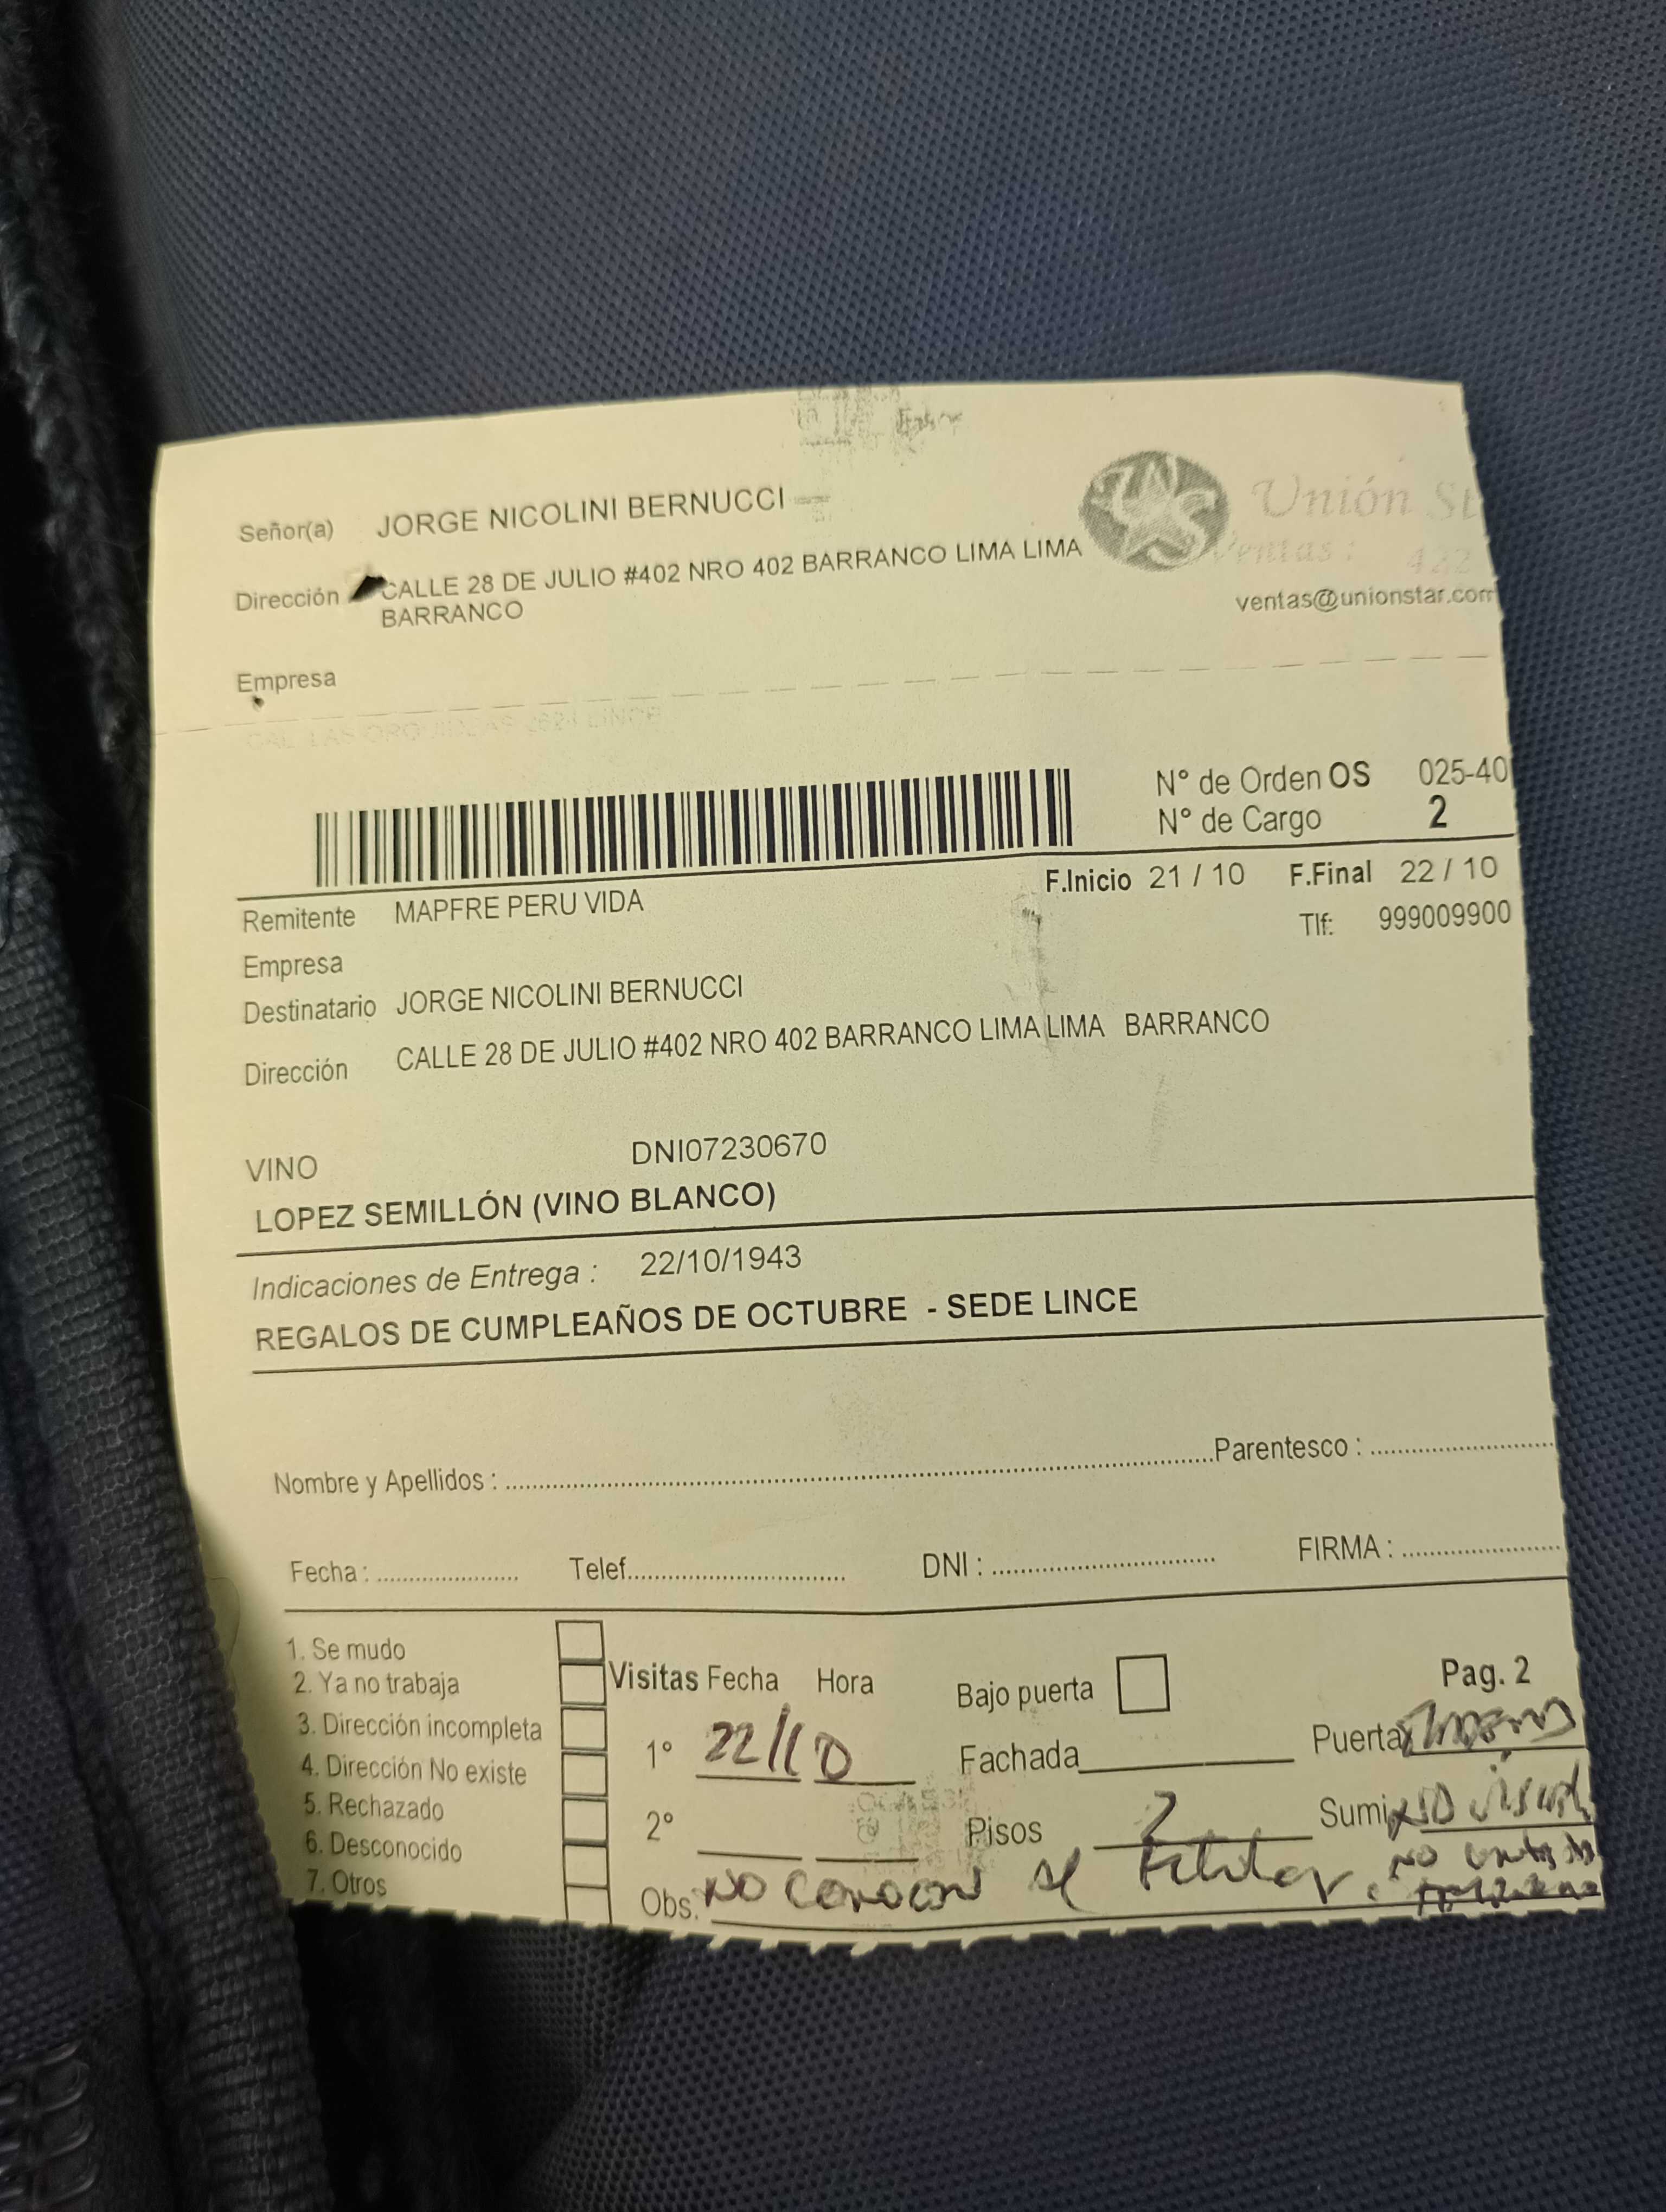 Señor(a) JORGE NICOLINI BERNUCCI
Unión St
Dirección CALLE 28 DE JULIO #402 NRO 402 BARRANCO LIMA LIMA
BARRANCO
Ventas: 422
ventas@unionstar.com
Empresa
N° de Orden OS 025-40
N° de Cargo 2
F.Inicio 21 / 10 F.Final 22 / 10
Remitente MAPFRE PERU VIDA
Tlf: 999009900
Empresa
Destinatario JORGE NICOLINI BERNUCCI
Dirección CALLE 28 DE JULIO #402 NRO 402 BARRANCO LIMA LIMA BARRANCO
VINO DNI07230670
LOPEZ SEMILLÓN (VINO BLANCO)
Indicaciones de Entrega : 22/10/1943
REGALOS DE CUMPLEAÑOS DE OCTUBRE - SEDE LINCE
Nombre y Apellidos : Parentesco :
Fecha : Telef. DNI : FIRMA :
1. Se mudo
2. Ya no trabaja
3. Dirección incompleta
4. Dirección No existe
5. Rechazado
6. Desconocido
7. Otros
Visitas Fecha Hora
1° 22/10
2°
Bajo puerta
Pag. 2
Fachada
Puerta
Pisos 2
Sumi
Obs. NO conocen al titular.